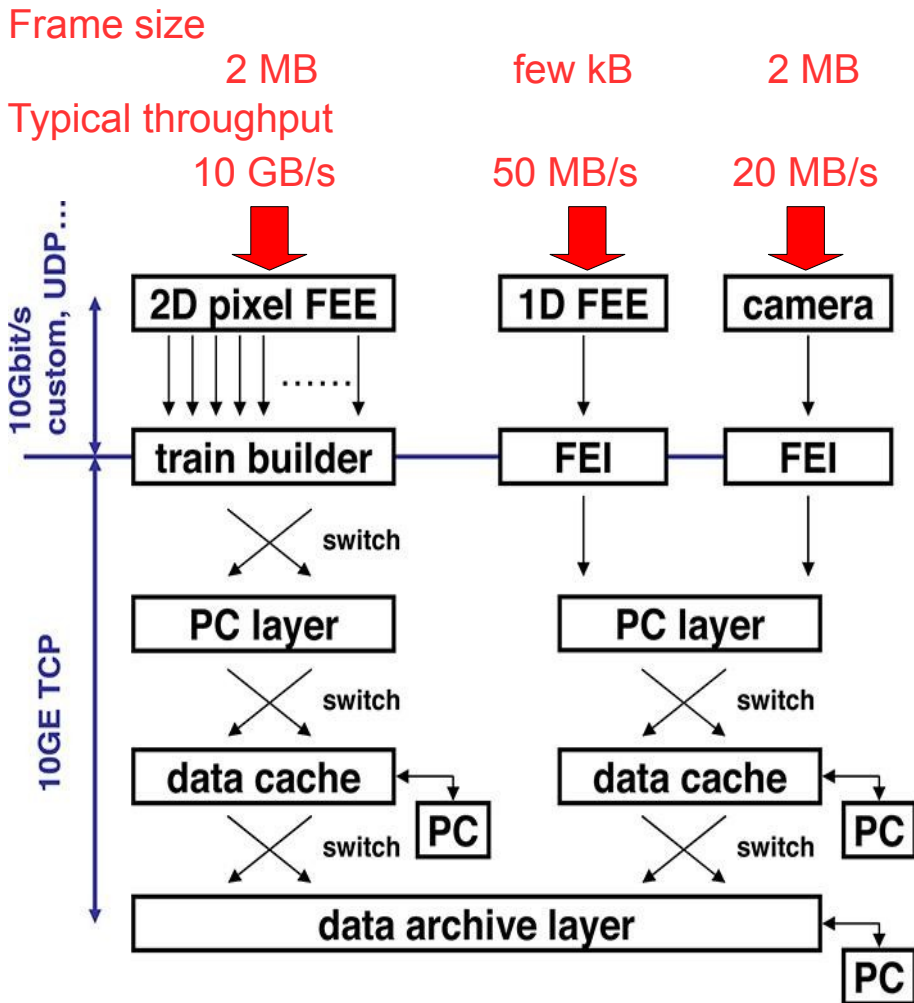 Frame size
2 MB few kB 2 MB
Typical throughput
10 GB/s 50 MB/s 20 MB/s
10Gbit/s
custom, UDP...
2D pixel FEE 1D FEE camera
......
train builder FEI FEI
switch
10GE TCP
PC layer PC layer
switch switch
data cache data cache
PC PC
switch switch
data archive layer
PC